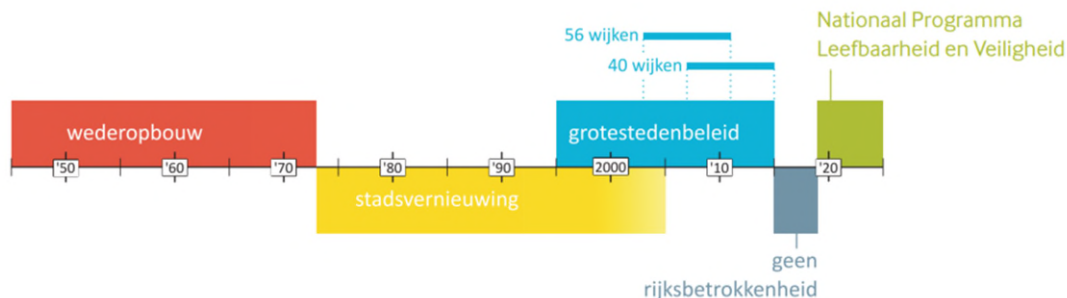 Nationaal Programma
Leefbaarheid en Veiligheid
56 wijken
40 wijken
wederopbouw
grotestedenbeleid
'50
'60
'70
'80
'90
2000
'10
'20
stadsvernieuwing
geen
rijksbetrokkenheid